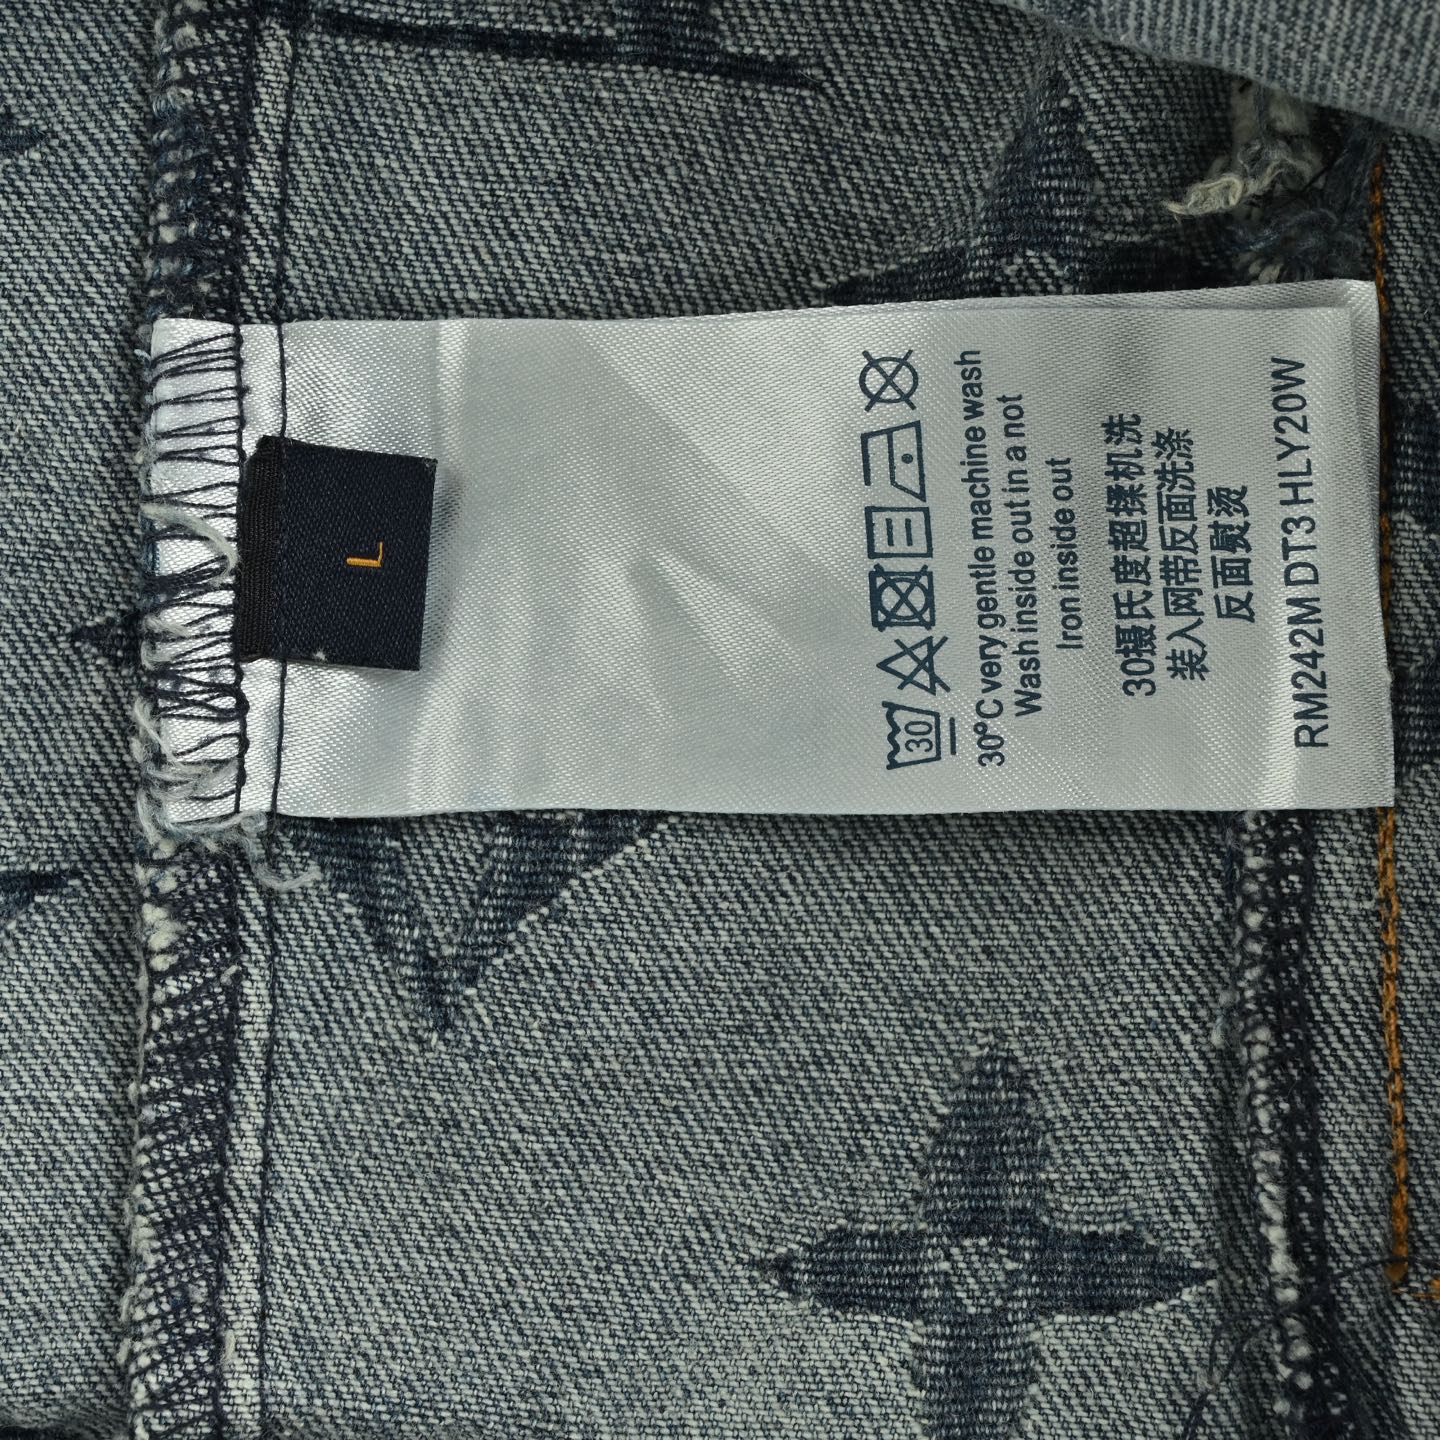 L
30
30°C very gentle machine wash
Wash inside out in a not
Iron inside out
30摄氏度超揉机洗
装入网带反面洗涤
反面熨烫
RM242M DT3 HLY20W